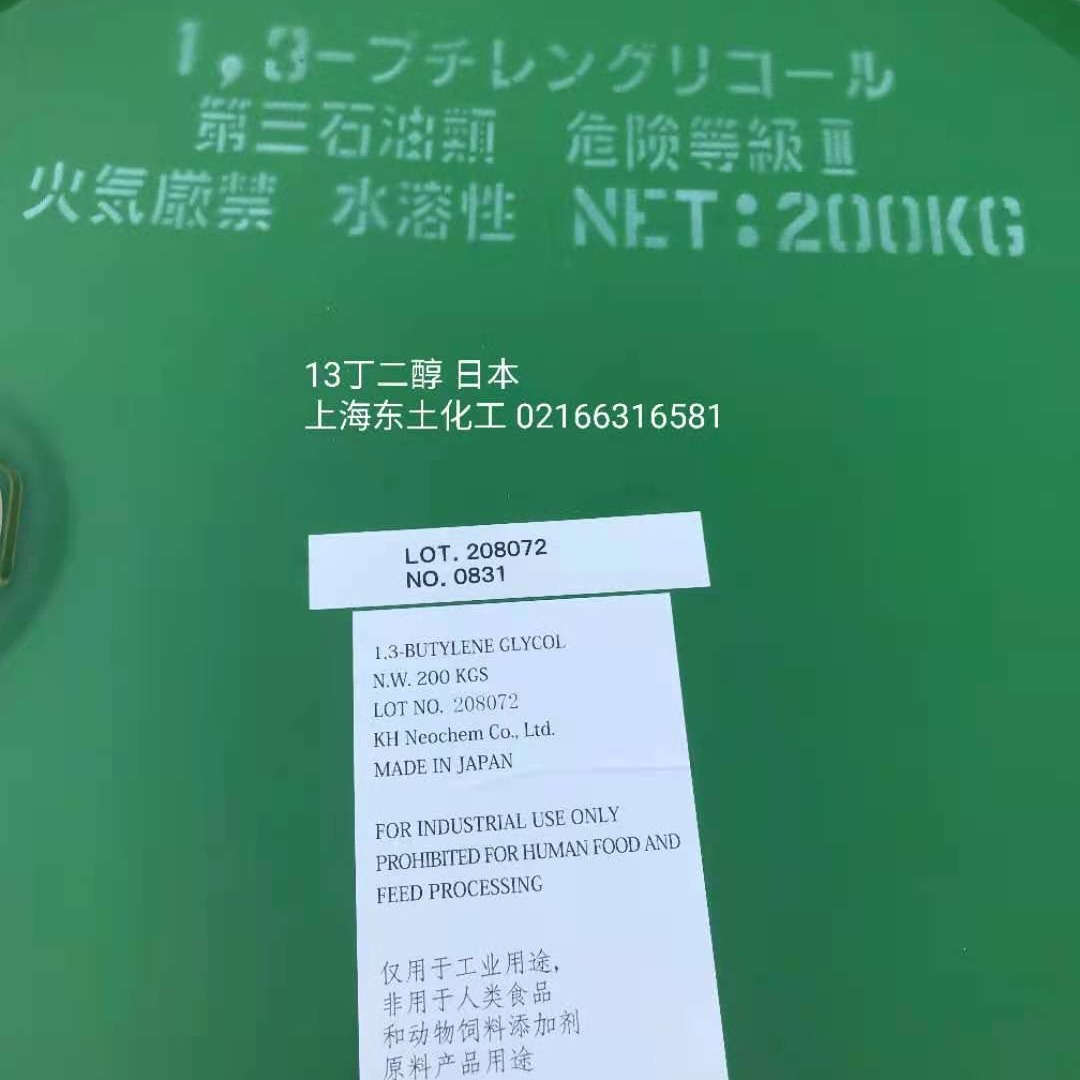 1,3-ブチレングリコール
第三石油類 危険等級Ⅲ
火気厳禁 水溶性 NET:200KG
13丁二醇 日本
上海东土化工 02166316581
LOT. 208072
NO. 0831
1,3-BUTYLENE GLYCOL
N.W. 200 KGS
LOT NO. 208072
KH Neochem Co., Ltd.
MADE IN JAPAN
FOR INDUSTRIAL USE ONLY
PROHIBITED FOR HUMAN FOOD AND
FEED PROCESSING
仅用于工业用途,
非用于人类食品
和动物饲料添加剂
原料产品用途